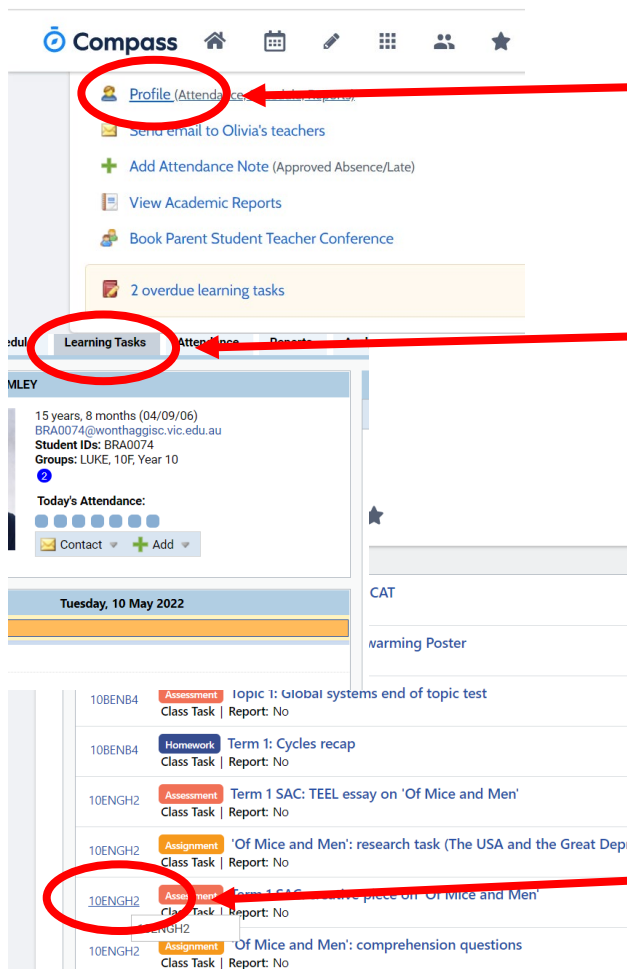 Compass
Profile (Attendance, Schedule, Reports)
Send email to Olivia's teachers
Add Attendance Note (Approved Absence/Late)
View Academic Reports
Book Parent Student Teacher Conference
2 overdue learning tasks
Learning Tasks Attendance Reports
MLEY
15 years, 8 months (04/09/06)
BRA0074@wonthaggisc.vic.edu.au
Student IDs: BRA0074
Groups: LUKE, 10F, Year 10
2
Today's Attendance:
Contact Add
CAT
Tuesday, 10 May 2022
warming Poster
10BENB4 Assessment Topic 1: Global systems end of topic test
Class Task | Report: No
10BENB4 Homework Term 1: Cycles recap
Class Task | Report: No
10ENGH2 Assessment Term 1 SAC: TEEL essay on 'Of Mice and Men'
Class Task | Report: No
10ENGH2 Assignment 'Of Mice and Men': research task (The USA and the Great Dep
Class Task | Report: No
10ENGH2 Assessment Term 1 SAC: creative piece on 'Of Mice and Men'
Class Task | Report: No
10ENGH2
10ENGH2 Assignment 'Of Mice and Men': comprehension questions
Class Task | Report: No